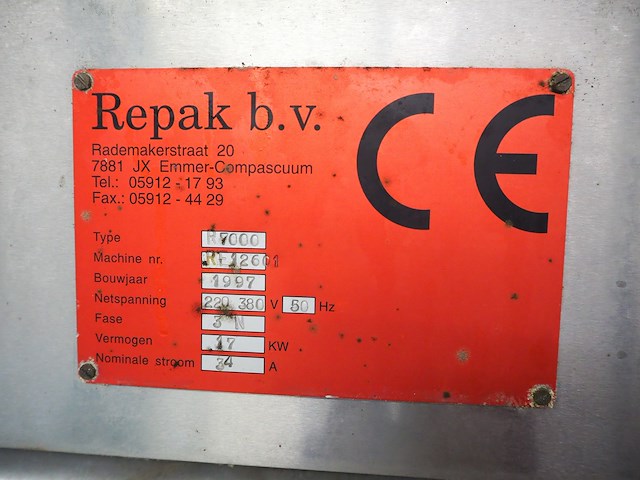 Repak b.v.
CE
Rademakerstraat 20
7881 JX Emmer-Compascuum
Tel.: 05912 - 17 93
Fax.: 05912 - 44 29
Type R7000
Machine nr.
Bouwjaar 1997
Netspanning 220 380 V 50 Hz
Fase 3 N
Vermogen 17 KW
Nominale stroom 34 A